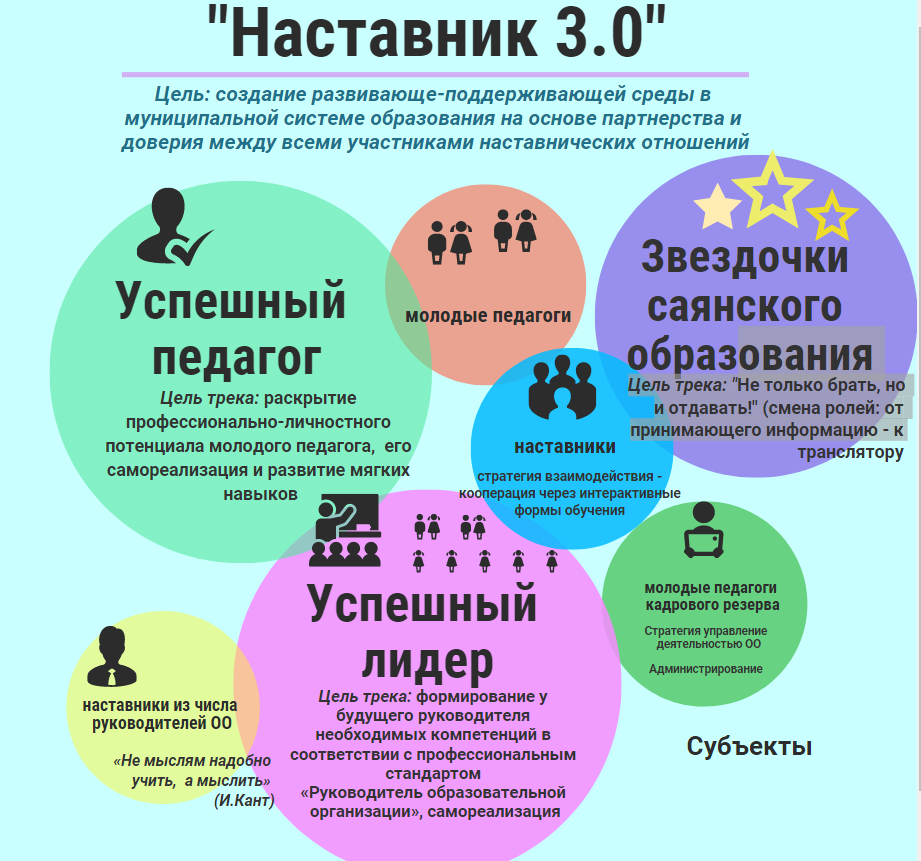 "Наставник 3.0"
Цель: создание развивающе-поддерживающей среды в
муниципальной системе образования на основе партнерства и
доверия между всеми участниками наставнических отношений
Успешный
педагог
Цель трека: раскрытие
профессионально-личностного
потенциала молодого педагога, его
самореализация и развитие мягких
навыков
молодые педагоги
Звездочки
саянского
образования
Цель трека: "Не только брать, но
и отдавать!" (смена ролей: от
принимающего информацию - к
транслятору
наставники
стратегия взаимодействия -
кооперация через интерактивные
формы обучения
Успешный
лидер
Цель трека: формирование у
будущего руководителя
необходимых компетенций в
соответствии с профессиональным
стандартом
«Руководитель образовательной
организации», самореализация
молодые педагоги
кадрового резерва
Стратегия управление
деятельностью ОО
Администрирование
наставники из числа
руководителей ОО
«Не мыслям надобно
учить, а мыслить»
(И.Кант)
Субъекты